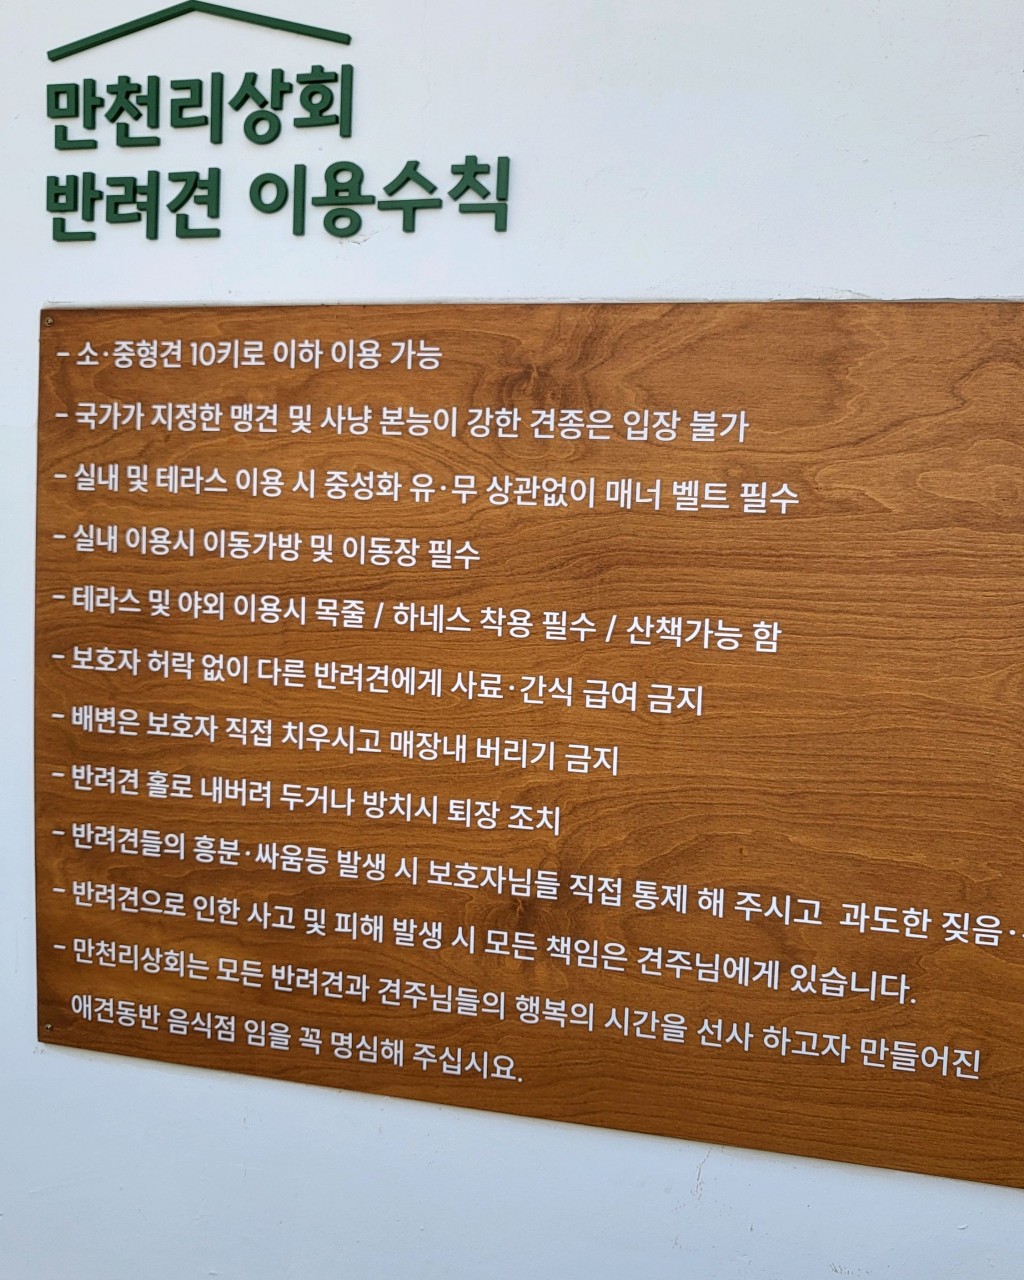 만천리상회
반려견 이용수칙
- 소·중형견 10키로 이하 이용 가능
- 국가가 지정한 맹견 및 사냥 본능이 강한 견종은 입장 불가
- 실내 및 테라스 이용 시 중성화 유·무 상관없이 매너 벨트 필수
- 실내 이용시 이동가방 및 이동장 필수
- 테라스 및 야외 이용시 목줄 / 하네스 착용 필수 / 산책가능 함
- 보호자 허락 없이 다른 반려견에게 사료·간식 급여 금지
- 배변은 보호자 직접 치우시고 매장내 버리기 금지
- 반려견 홀로 내버려 두거나 방치시 퇴장 조치
- 반려견들의 흥분·싸움등 발생 시 보호자님들 직접 통제 해 주시고 과도한 짖음·
- 반려견으로 인한 사고 및 피해 발생 시 모든 책임은 견주님에게 있습니다.
- 만천리상회는 모든 반려견과 견주님들의 행복의 시간을 선사 하고자 만들어진
애견동반 음식점 임을 꼭 명심해 주십시요.